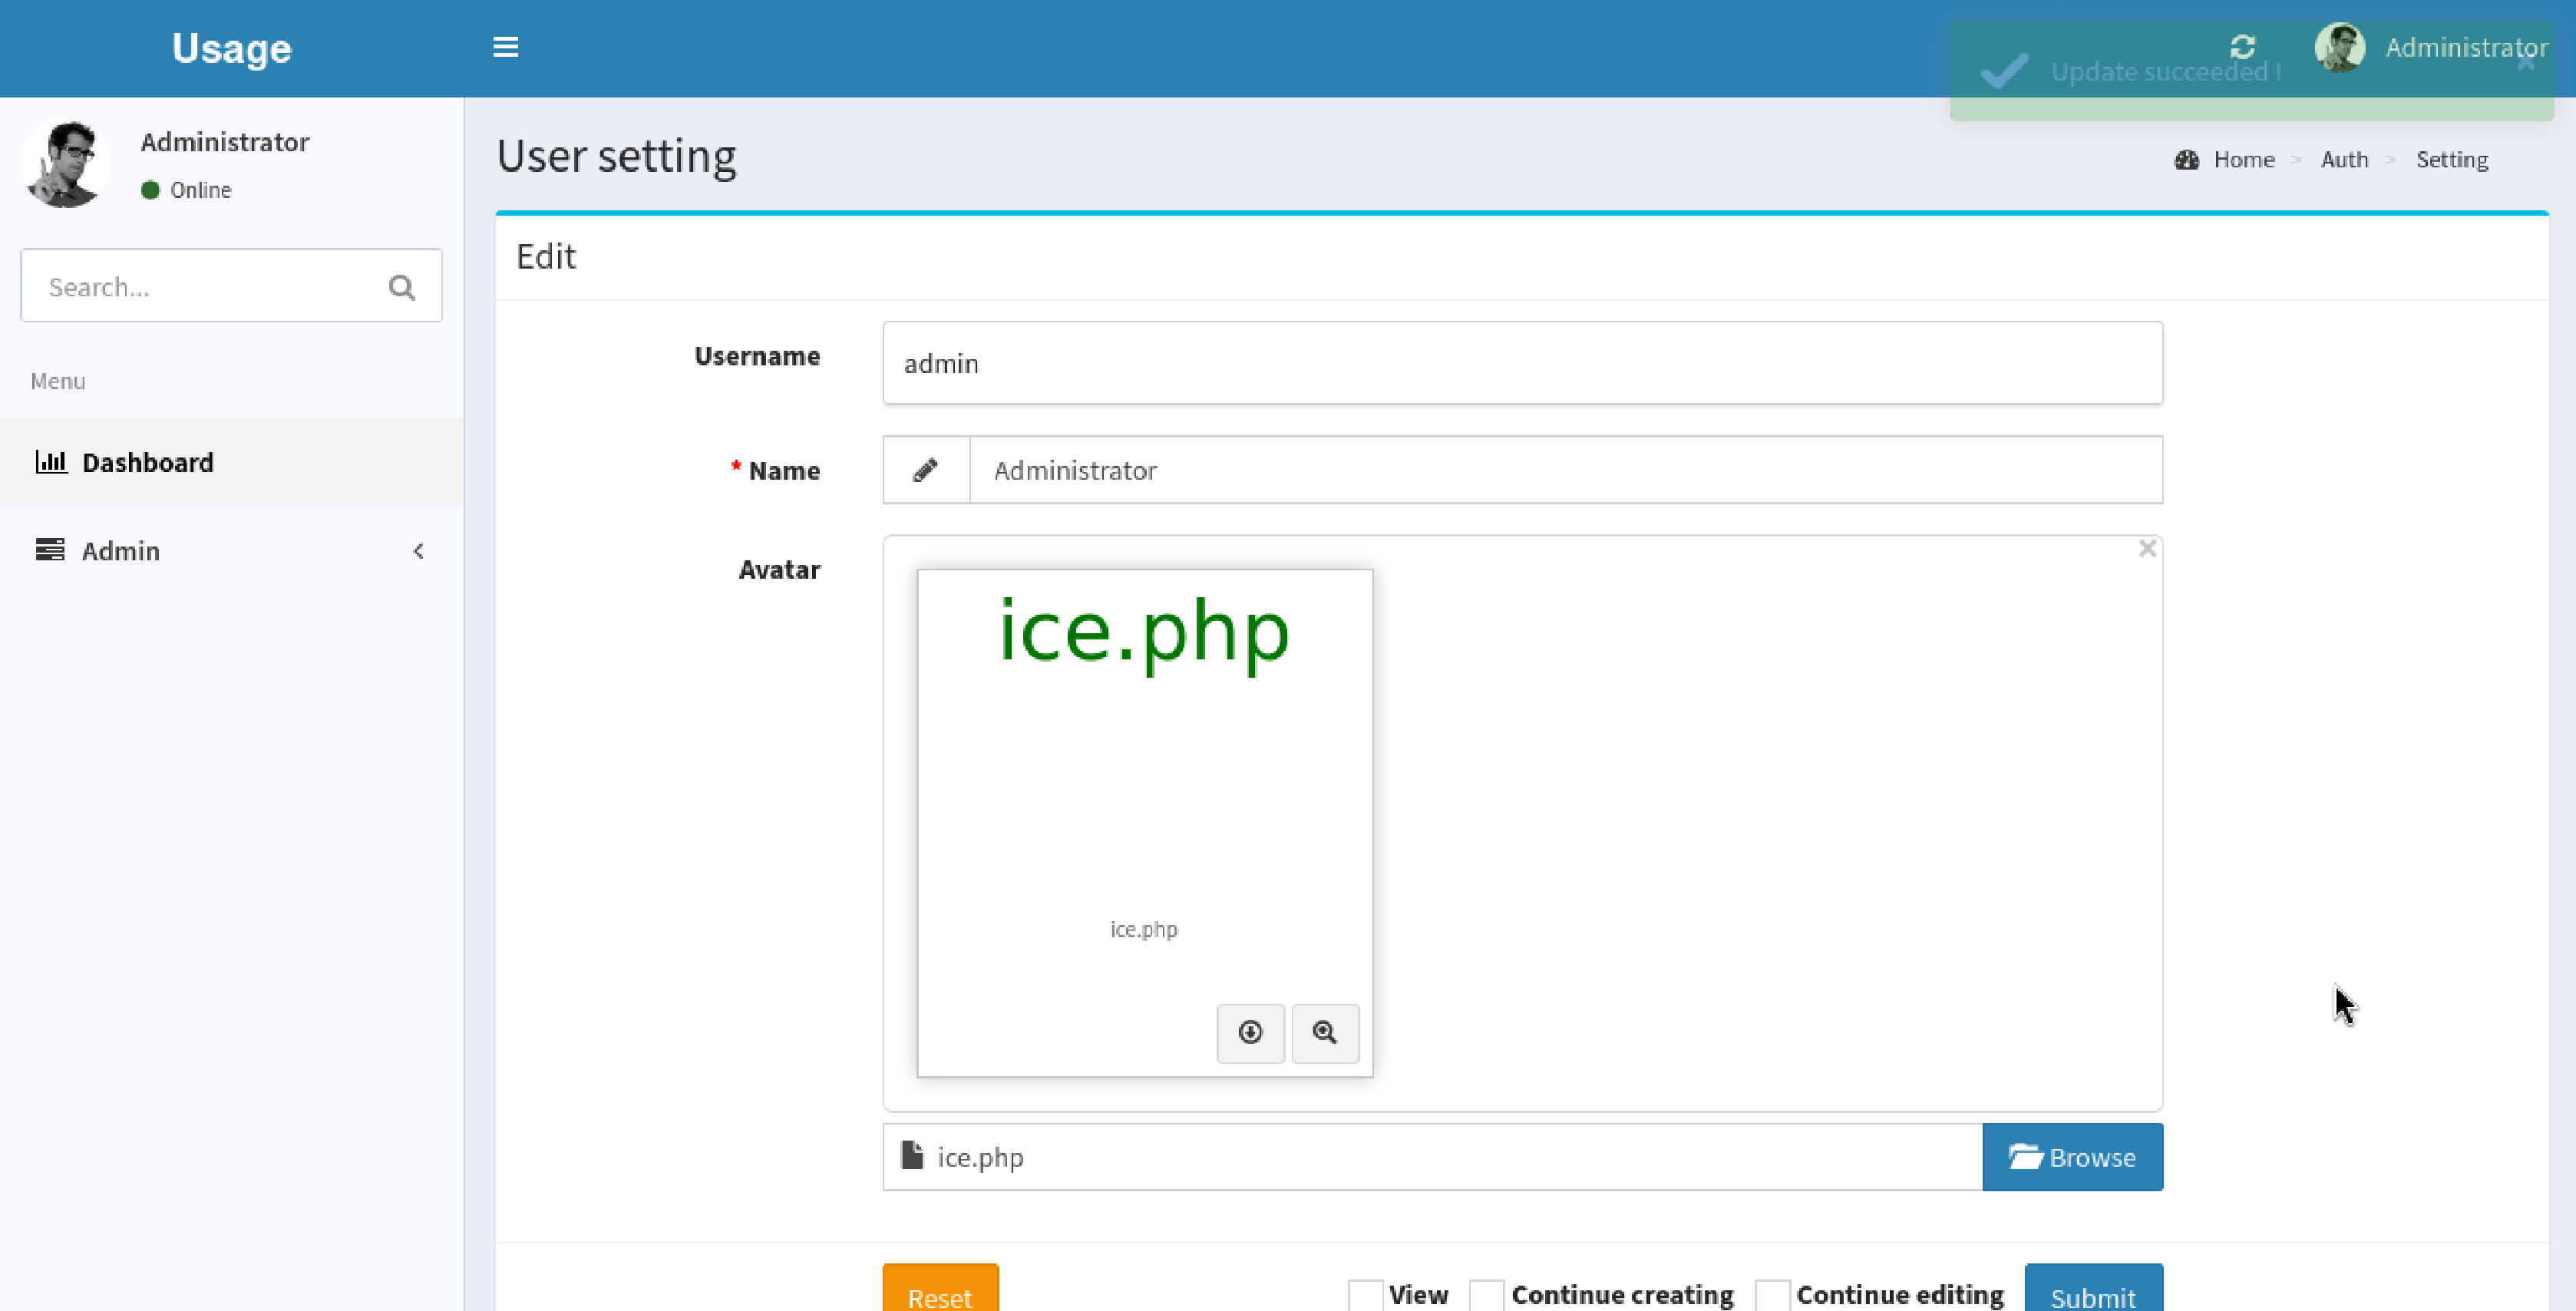 Usage
Administrator
Update succeeded !
Administrator
Online
User setting
Home > Auth > Setting
Search...
Edit
Username
admin
Menu
Dashboard
* Name
Administrator
Admin
Avatar
ice.php
ice.php
ice.php
Browse
Reset
View
Continue creating
Continue editing
Submit